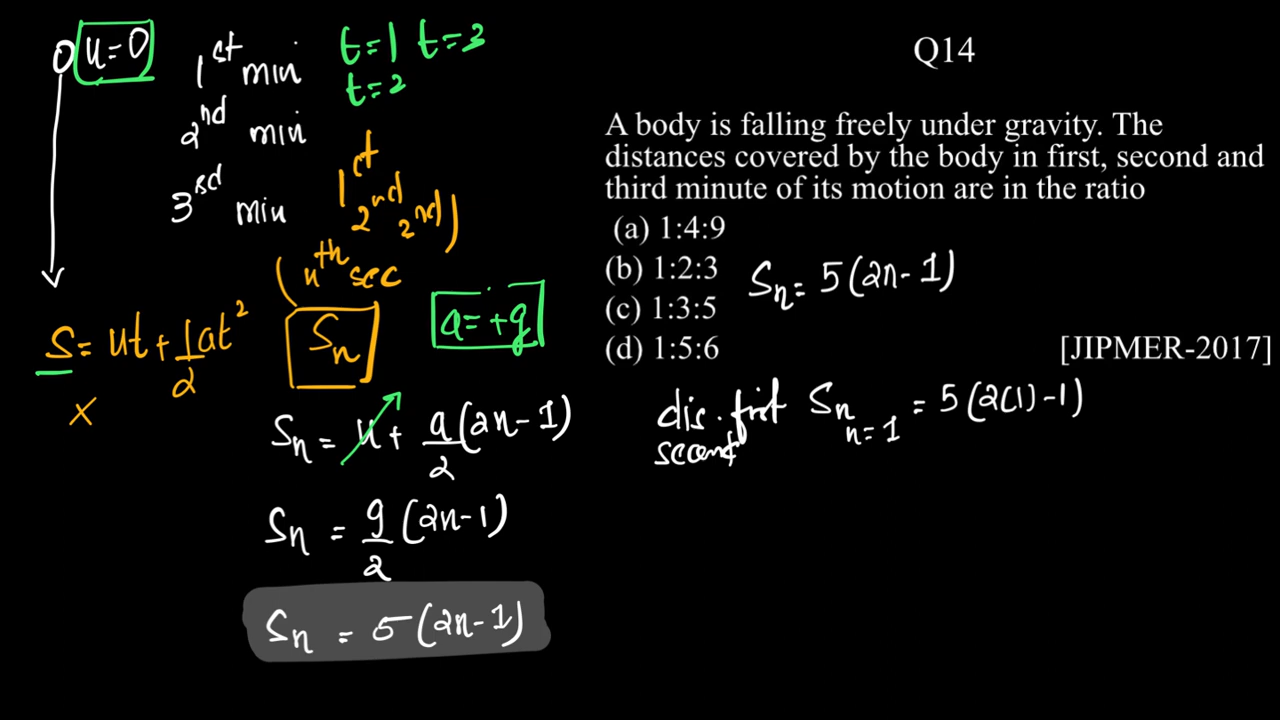 u=0
1st min
t=1 t=3
t=2
2nd min
3rd min
1st
2nd
2nd
nth sec
S = ut + 1/2 at²
Sn
a=+g
x
Sn = u + a/2 (2n-1)
Sn = g/2 (2n-1)
Sn = 5 (2n-1)
Q14
A body is falling freely under gravity. The
distances covered by the body in first, second and
third minute of its motion are in the ratio
(a) 1:4:9
(b) 1:2:3
Sn = 5(2n-1)
(c) 1:3:5
(d) 1:5:6
[JIPMER-2017]
dis. first Sn n=1 = 5(2(1)-1)
second